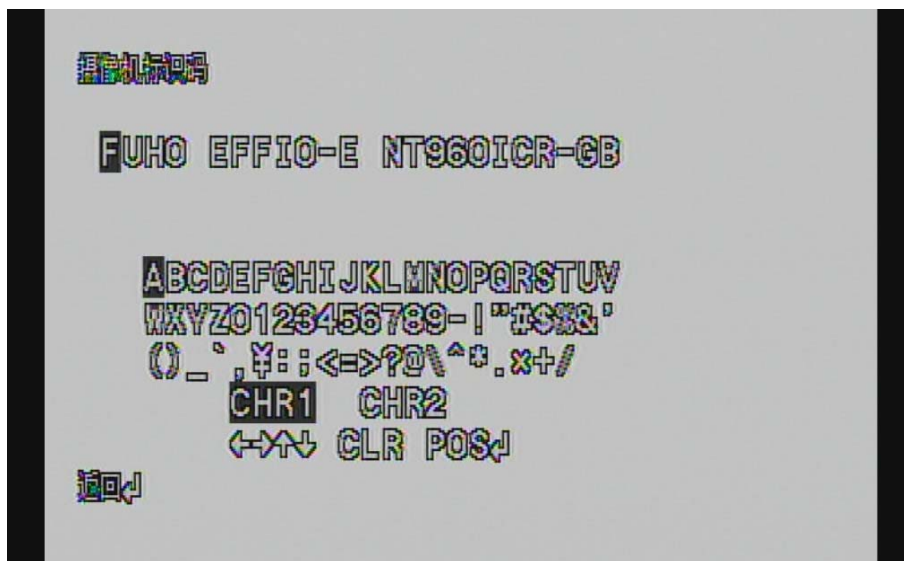 摄像机标识码
FUHO EFFIO-E NT960ICR-GB
ABCDEFGHIJKLMNOPQRSTUV
WXYZ0123456789-!"#$%&'
()_`,¥:;<=>?@\^*.×+/
CHR1 CHR2
←→↑↓ CLR POS↲
返回↲